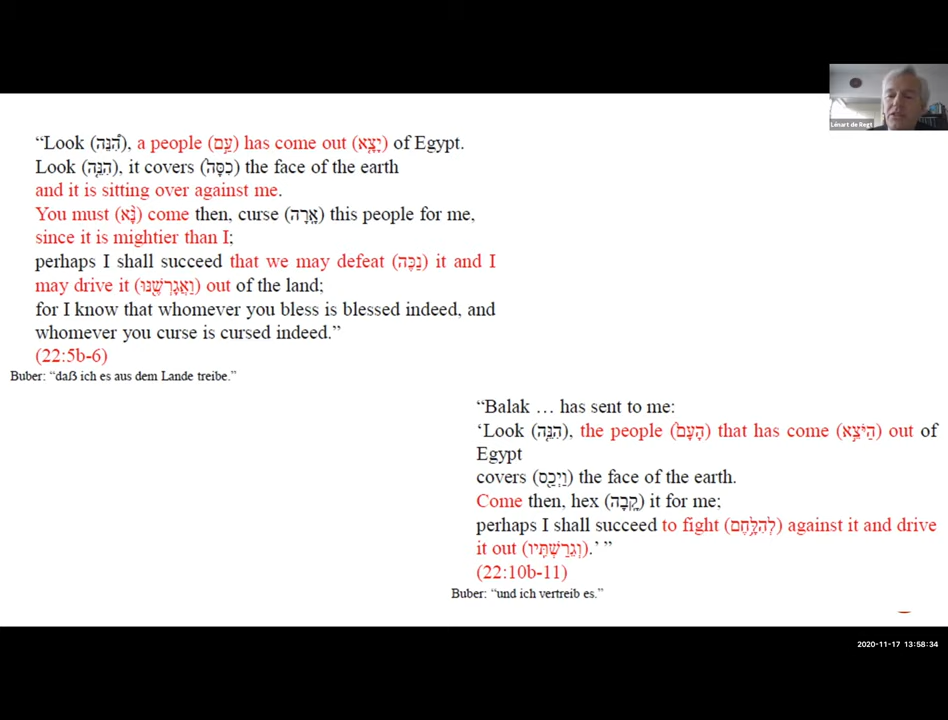 Lénart de Regt
“Look (הִ֠נֵּה), a people (עַ֣ם) has come out (יָצָ֤א) of Egypt.
Look (הִנֵּ֤ה), it covers (כִסָּה֙) the face of the earth
and it is sitting over against me.
You must (נָּ֜א) come then, curse (אָֽרָה) this people for me,
since it is mightier than I;
perhaps I shall succeed that we may defeat (נַכֶּה) it and I
may drive it (וַאֲגָרְשֶׁ֖נּוּ) out of the land;
for I know that whomever you bless is blessed indeed, and
whomever you curse is cursed indeed.”
(22:5b-6)
Buber: “daß ich es aus dem Lande treibe.”
“Balak … has sent to me:
‘Look (הִנֵּ֤ה), the people (הָעָם֙) that has come (הַיֹּצֵ֣א) out of
Egypt
covers (וַיְכַ֖ס) the face of the earth.
Come then, hex (קָֽבָה) it for me;
perhaps I shall succeed to fight (לְהִלָּ֥חֶם) against it and drive
it out (וְגֵרַשְׁתִּֽיו).’ ”
(22:10b-11)
Buber: “und ich vertreib es.”
2020-11-17 13:58:34